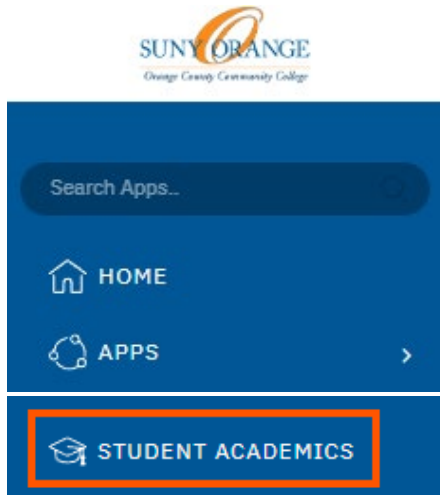 SUNY ORANGE
Orange County Community College
Search Apps..
HOME
APPS
STUDENT ACADEMICS